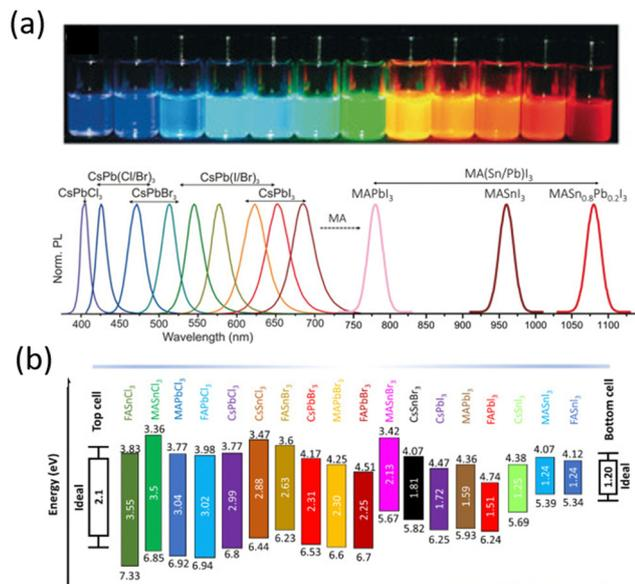 (a)
CsPb(Cl/Br)₃ CsPb(I/Br)₃ MA(Sn/Pb)I₃
CsPbCl₃ CsPbBr₃ CsPbI₃ MA MAPbI₃ MASnI₃ MASn₀.₈Pb₀.₂I₃
Norm. PL
400 450 500 550 600 650 700 750 800 850 900 950 1000 1050 1100
Wavelength (nm)
(b)
Energy (eV)
Top cell
FASnCl₃
MASnCl₃
MAPbCl₃
FAPbCl₃
CsPbCl₃
CsSnCl₃
FASnBr₃
CsPbBr₃
MAPbBr₃
FAPbBr₃
MASnBr₃
CsSnBr₃
CsPbI₃
MAPbI₃
FAPbI₃
CsSnI₃
MASnI₃
FASnI₃
Bottom cell
3.83 3.36 3.77 3.98 3.77 3.47 3.6 4.17 4.25 4.51 3.42 4.07 4.47 4.36 4.74 4.38 4.07 4.12
Ideal 2.1 3.55 3.5 3.04 3.02 2.99 2.88 2.63 2.31 2.30 2.25 2.13 1.81 1.72 1.59 1.51 1.25 1.24 1.24 1.20 Ideal
7.33 6.85 6.92 6.94 6.8 6.44 6.23 6.53 6.6 6.7 5.67 5.82 6.25 5.93 6.24 5.69 5.39 5.34